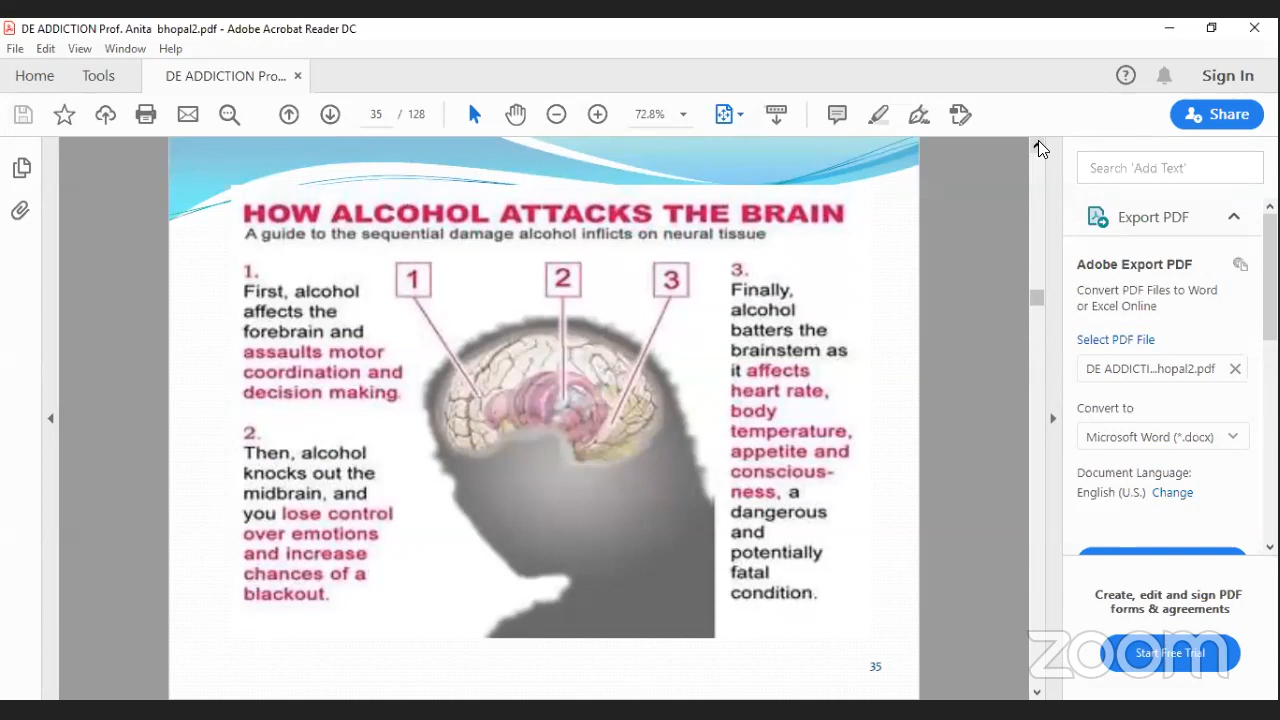 DE ADDICTION Prof. Anita bhopal2.pdf - Adobe Acrobat Reader DC
File Edit View Window Help
Home Tools DE ADDICTION Pro... × Sign In
35 / 128 72.8% Share
Search 'Add Text'
Export PDF
Adobe Export PDF
Convert PDF Files to Word
or Excel Online
Select PDF File
DE ADDICTI...hopal2.pdf
Convert to
Microsoft Word (*.docx)
Document Language:
English (U.S.) Change
Create, edit and sign PDF
forms & agreements
Start Free Trial
zoom
HOW ALCOHOL ATTACKS THE BRAIN
A guide to the sequential damage alcohol inflicts on neural tissue
1 2 3
1.
First, alcohol
affects the
forebrain and
assaults motor
coordination and
decision making.
2.
Then, alcohol
knocks out the
midbrain, and
you lose control
over emotions
and increase
chances of a
blackout.
3.
Finally,
alcohol
batters the
brainstem as
it affects
heart rate,
body
temperature,
appetite and
conscious-
ness, a
dangerous
and
potentially
fatal
condition.
35